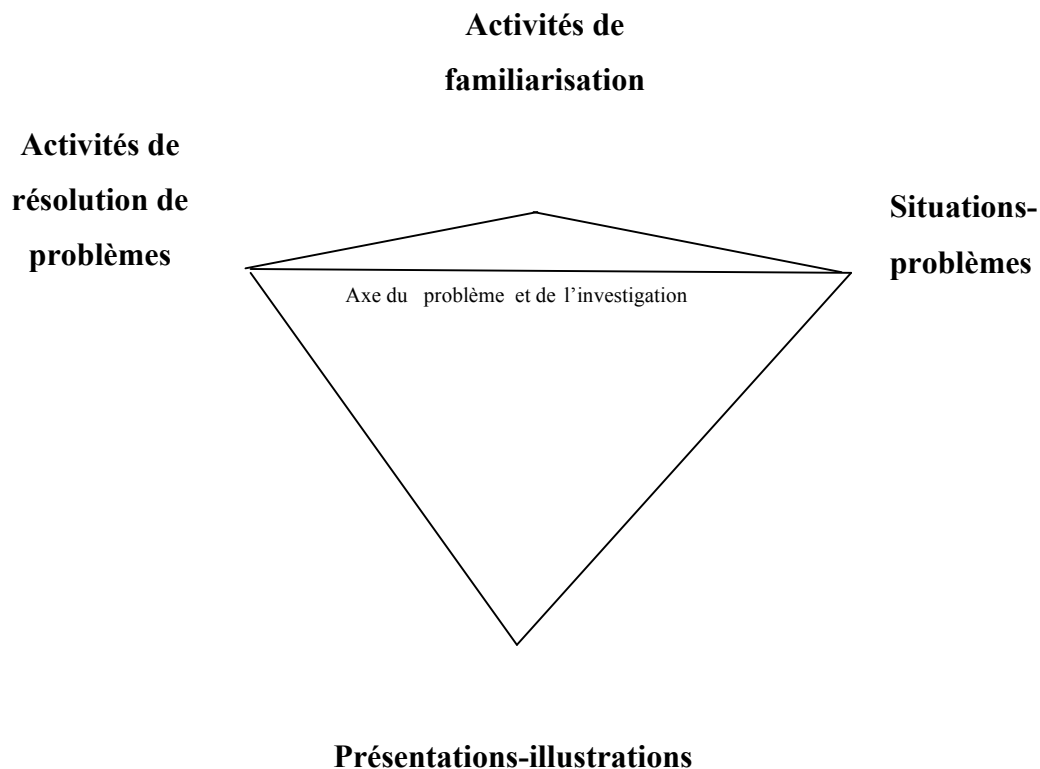 Activités de
familiarisation
Activités de
résolution de
problèmes
Situations-
problèmes
Axe du problème et de l'investigation
Présentations-illustrations